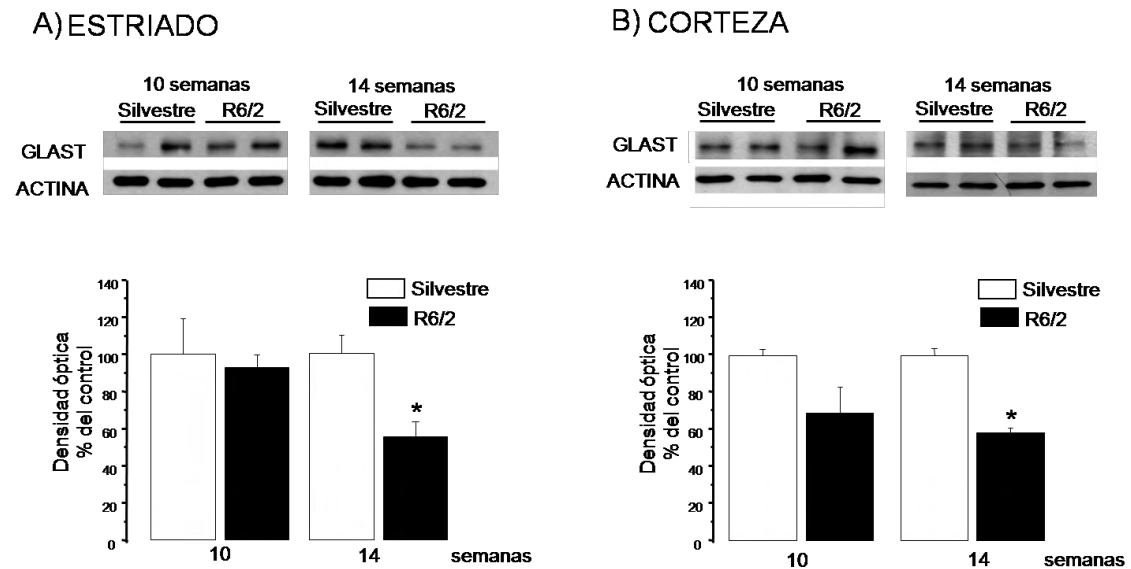 A) ESTRIADO
10 semanas
14 semanas
Silvestre
R6/2
Silvestre
R6/2
GLAST
ACTINA
Silvestre
R6/2
Densidad óptica
% del control
140
120
100
80
60
40
20
0
*
10
14
semanas
B) CORTEZA
10 semanas
14 semanas
Silvestre
R6/2
Silvestre
R6/2
GLAST
ACTINA
Silvestre
R6/2
Densidad óptica
% del control
140
120
100
80
60
40
20
0
*
10
14
semanas